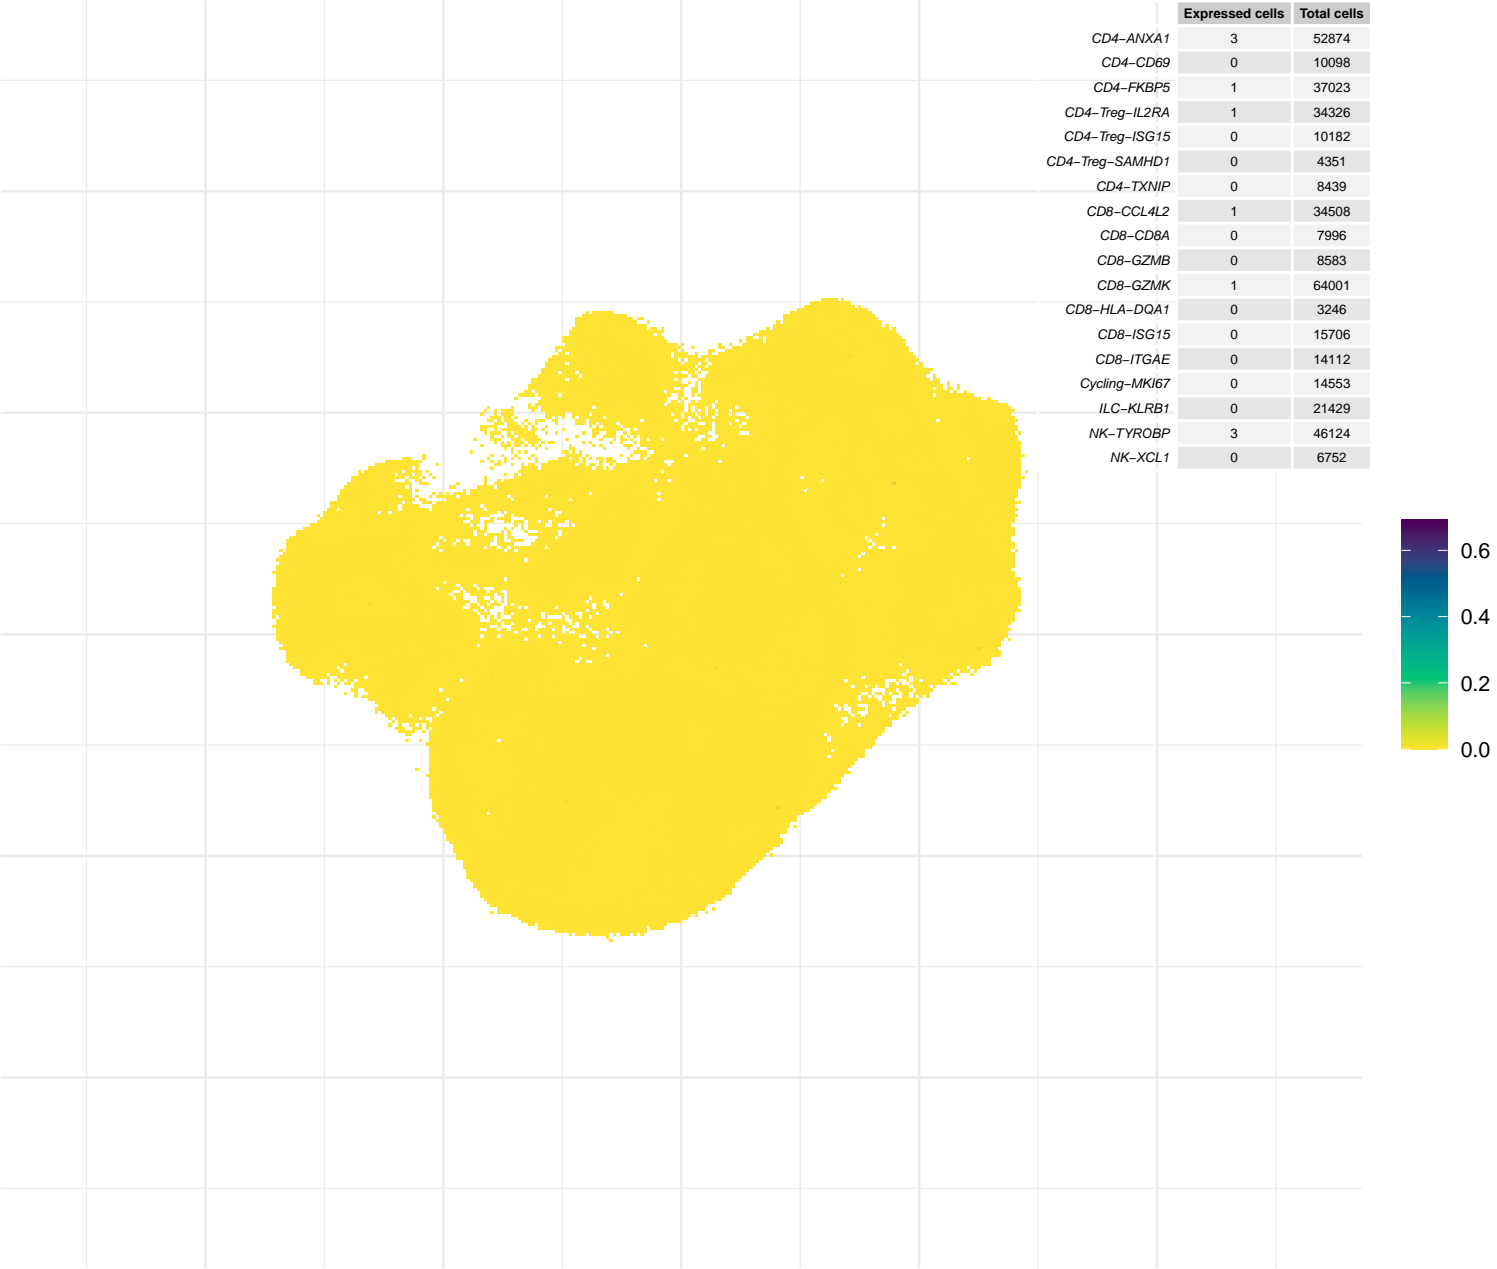 Expressed cells Total cells
CD4−ANXA1 3 52874
CD4−CD69 0 10098
CD4−FKBP5 1 37023
CD4−Treg−IL2RA 1 34326
CD4−Treg−ISG15 0 10182
CD4−Treg−SAMHD1 0 4351
CD4−TXNIP 0 8439
CD8−CCL4L2 1 34508
CD8−CD8A 0 7996
CD8−GZMB 0 8583
CD8−GZMK 1 64001
CD8−HLA−DQA1 0 3246
CD8−ISG15 0 15706
CD8−ITGAE 0 14112
Cycling−MKI67 0 14553
ILC−KLRB1 0 21429
NK−TYROBP 3 46124
NK−XCL1 0 6752
0.6
0.4
0.2
0.0